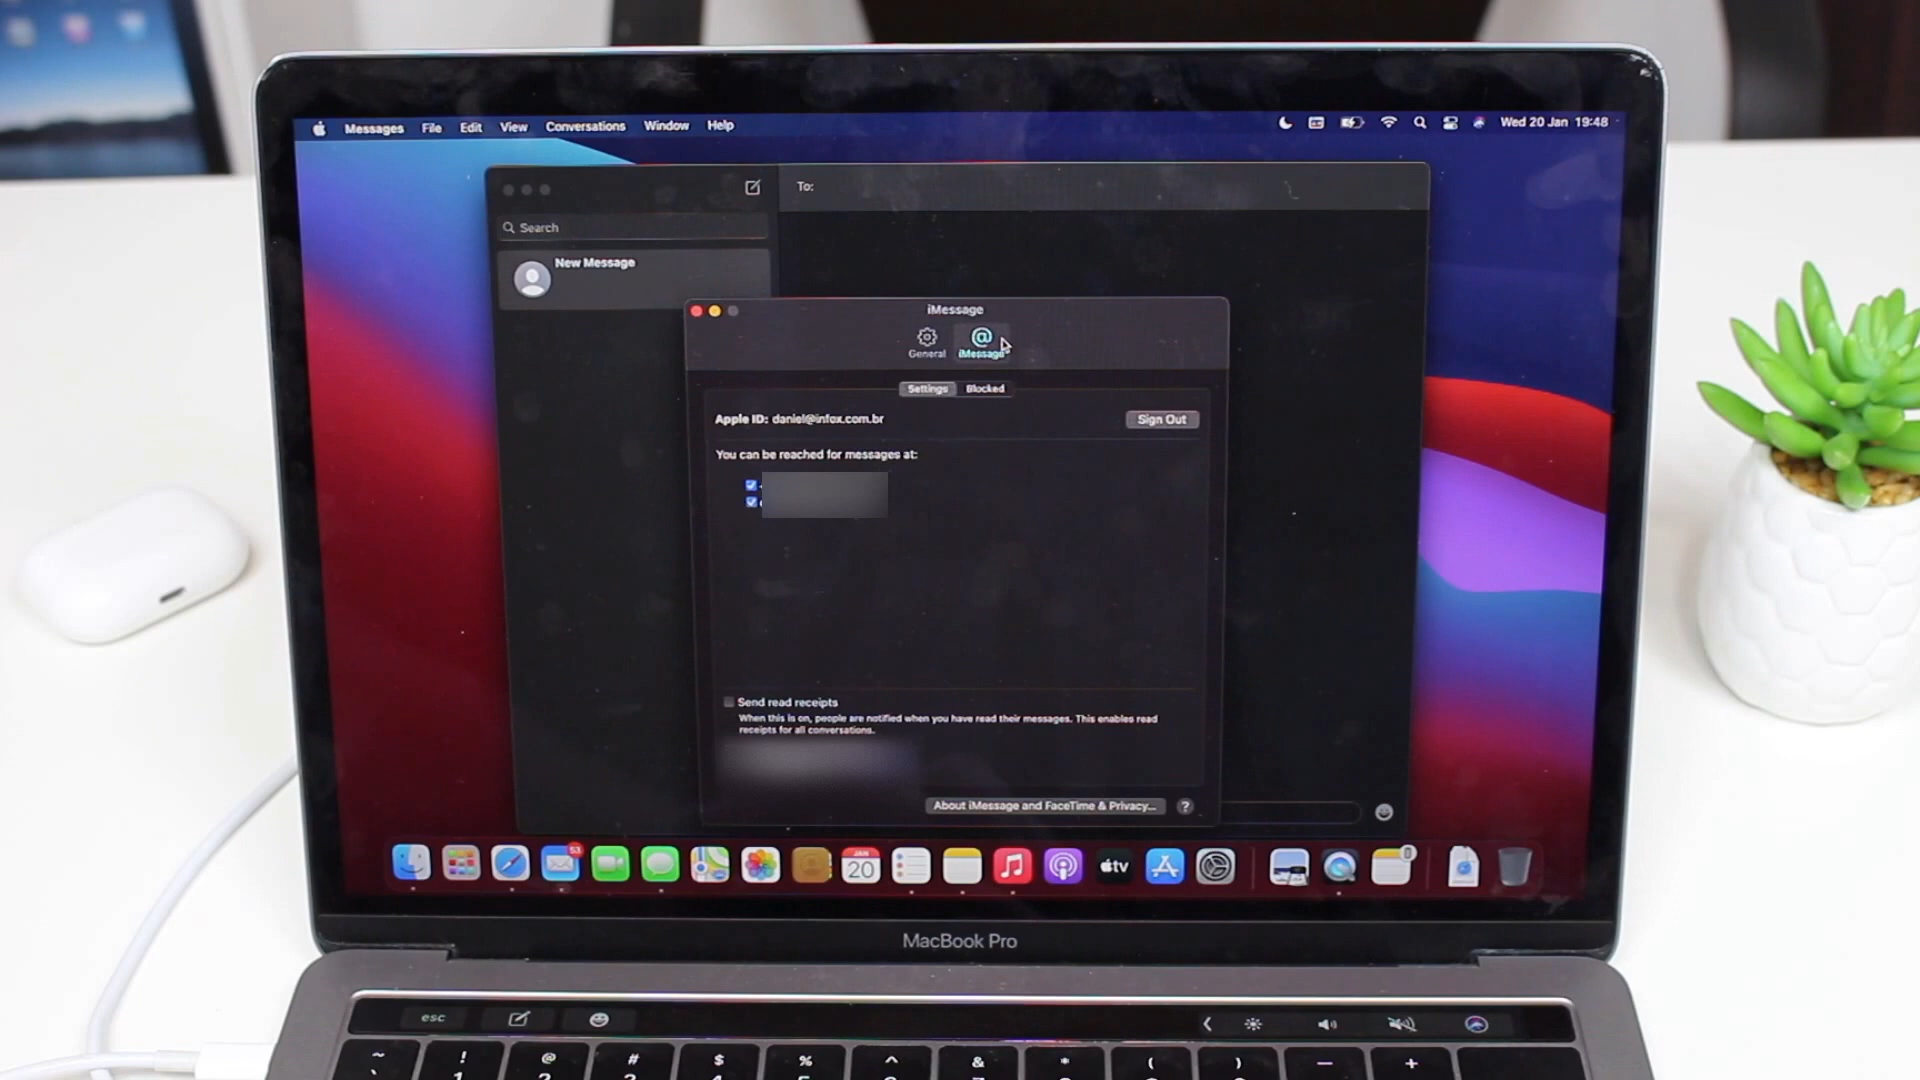 Messages File Edit View Conversations Window Help
Wed 20 Jan 19:48
To:
Search
New Message
iMessage
General
iMessage
Settings
Blocked
Apple ID: daniel@infox.com.br
Sign Out
You can be reached for messages at:
Send read receipts
When this is on, people are notified when you have read their messages. This enables read
receipts for all conversations.
About iMessage and FaceTime & Privacy...
?
53
JAN
20
tv
MacBook Pro
esc
~ ! @ # $ % ^ & * ( ) – +